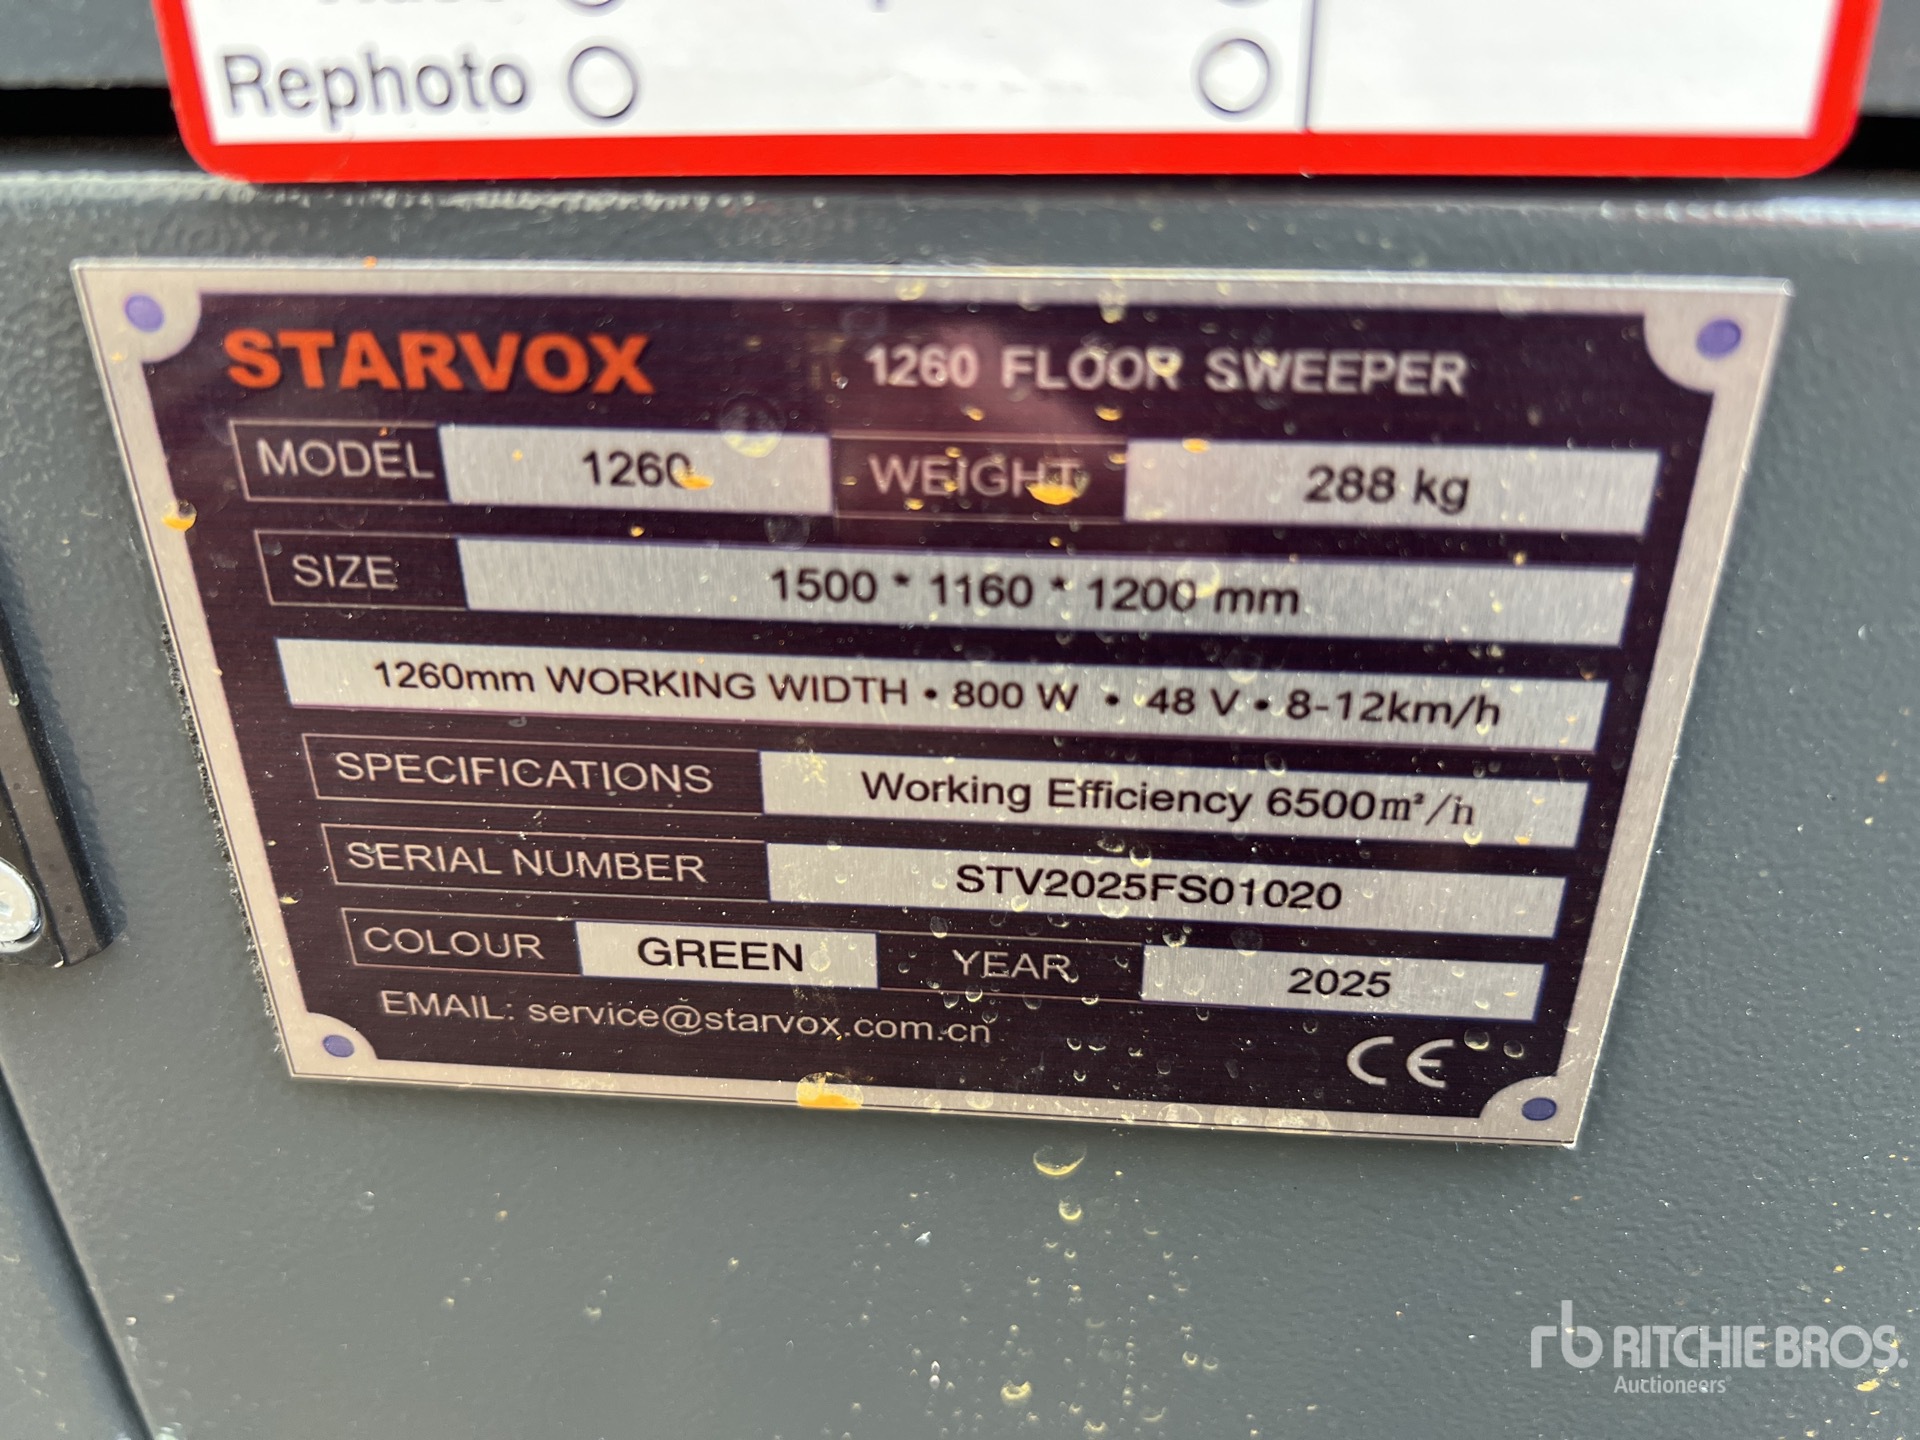 Rephoto
STARVOX 1260 FLOOR SWEEPER
MODEL 1260 WEIGHT 288 kg
SIZE 1500 * 1160 * 1200 mm
1260mm WORKING WIDTH • 800 W • 48 V • 8-12km/h
SPECIFICATIONS Working Efficiency 6500m²/h
SERIAL NUMBER STV2025FS01020
COLOUR GREEN YEAR 2025
EMAIL: service@starvox.com.cn
CE
rb RITCHIE BROS.
Auctioneers